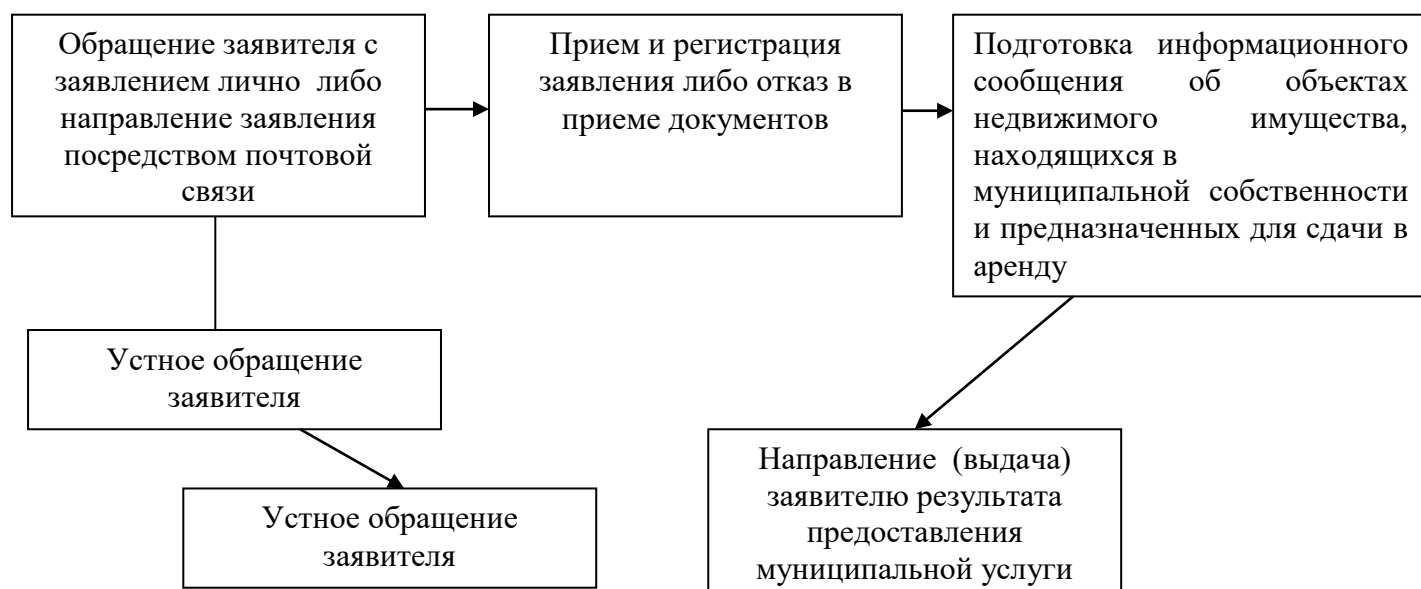 Обращение заявителя с
заявлением лично либо
направление заявления
посредством почтовой
связи
Прием и регистрация
заявления либо отказ в
приеме документов
Подготовка информационного
сообщения об объектах
недвижимого имущества,
находящихся в
муниципальной собственности
и предназначенных для сдачи в
аренду
Устное обращение
заявителя
Устное обращение
заявителя
Направление (выдача)
заявителю результата
предоставления
муниципальной услуги